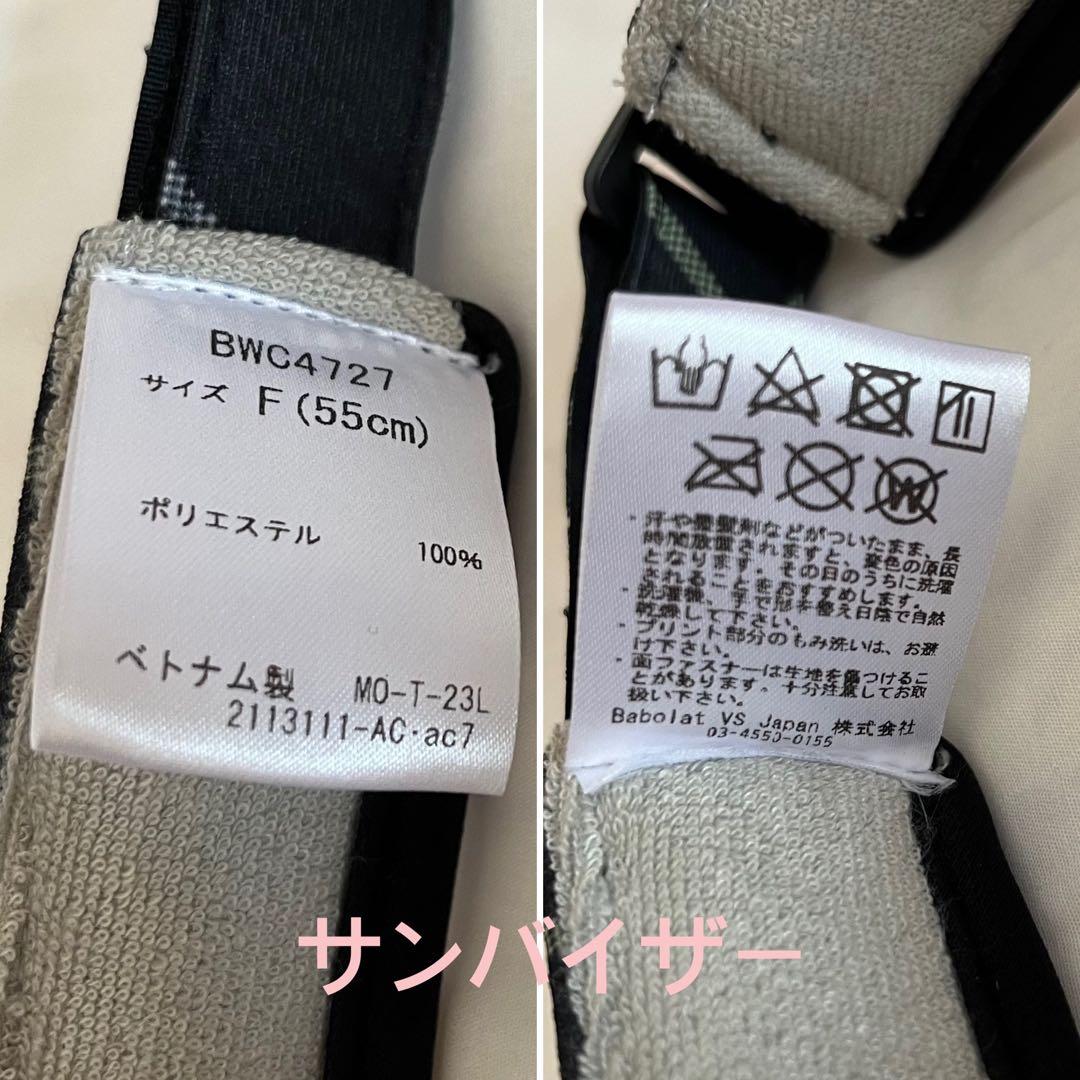 BWC4727
サイズ F(55cm)
ポリエステル 100%
ベトナム製 MO-T-23L
2113111-AC・ac7
W
・汗や整髪剤などがついたまま、長
時間放置されますと、変色の原因
となります。その日のうちに洗濯
されることをおすすめします。
・洗濯後、手で形を整え日陰で自然
乾燥して下さい。
・プリント部分のもみ洗いは、お避
け下さい。
・面ファスナーは生地を傷つけるこ
とがあります。十分注意してお取
扱い下さい。
Babolat VS Japan 株式会社
03-4550-0155
サンバイザー